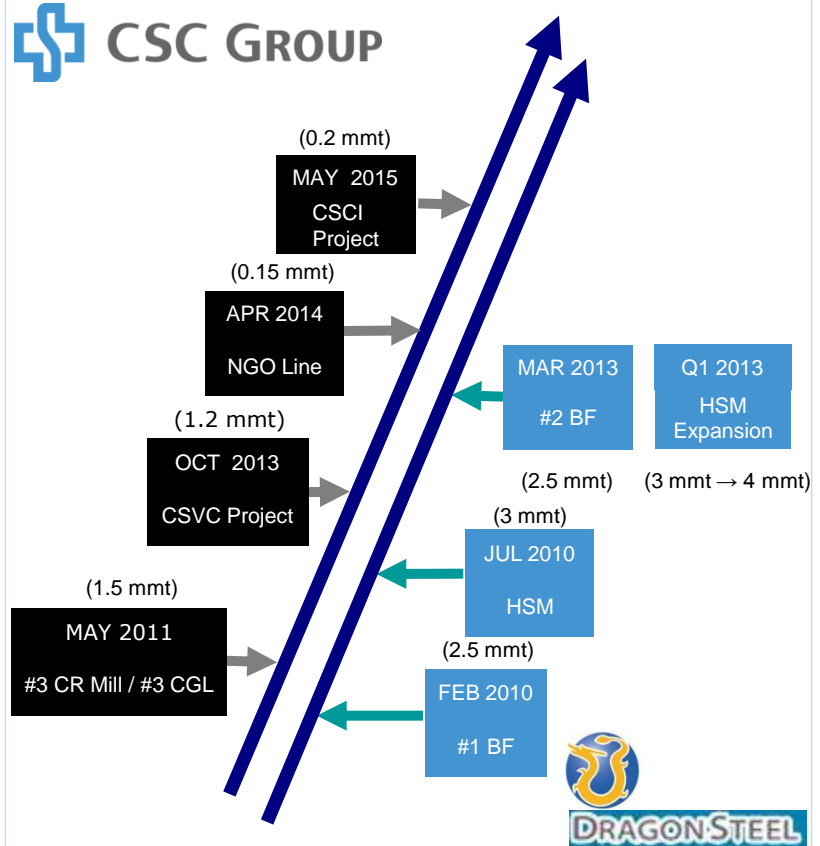 CSC GROUP
(0.2 mmt)
MAY 2015
CSCI
Project
(0.15 mmt)
APR 2014
NGO Line
(1.2 mmt)
OCT 2013
CSVC Project
(1.5 mmt)
MAY 2011
#3 CR Mill / #3 CGL
MAR 2013
#2 BF
(2.5 mmt)
Q1 2013
HSM
Expansion
(3 mmt → 4 mmt)
(3 mmt)
JUL 2010
HSM
(2.5 mmt)
FEB 2010
#1 BF
DRAGON STEEL